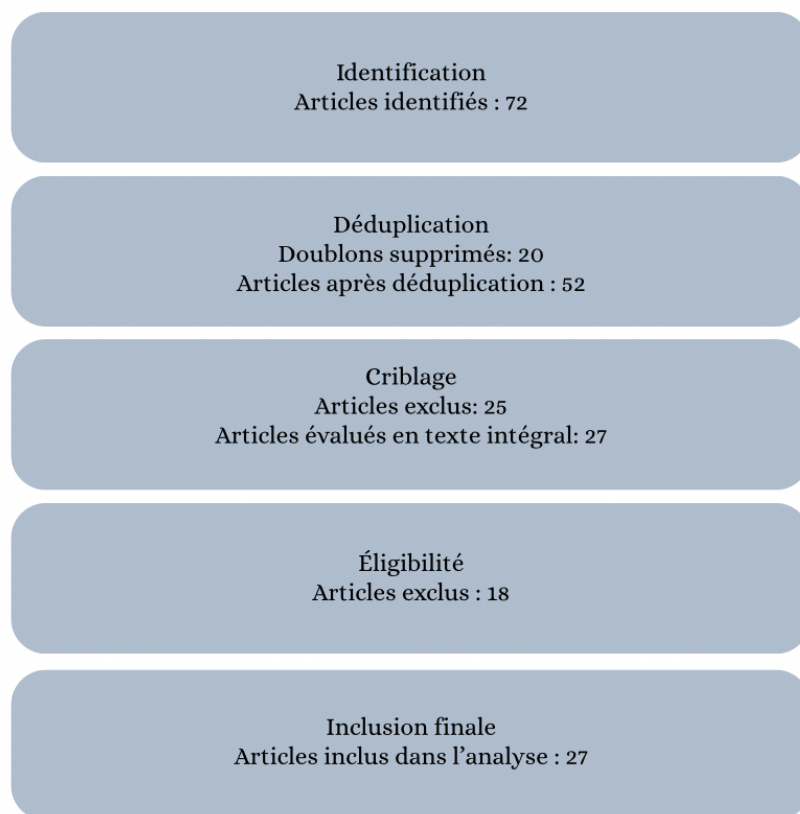 Identification
Articles identifiés : 72
Déduplication
Doublons supprimés: 20
Articles après déduplication : 52
Criblage
Articles exclus: 25
Articles évalués en texte intégral: 27
Éligibilité
Articles exclus : 18
Inclusion finale
Articles inclus dans l’analyse : 27